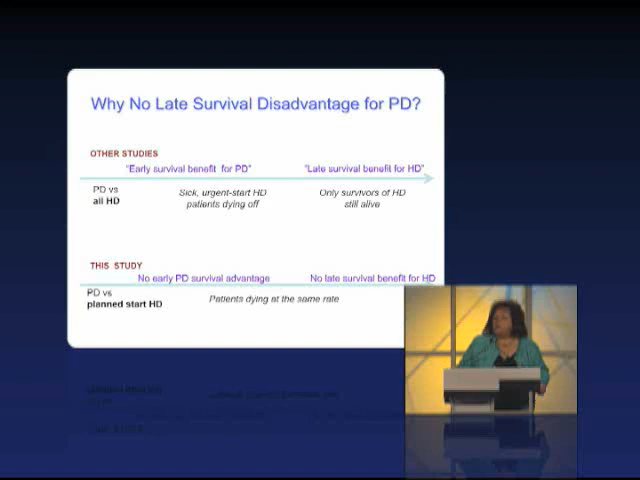 Why No Late Survival Disadvantage for PD?
OTHER STUDIES
"Early survival benefit for PD" "Late survival benefit for HD"
PD vs
all HD
Sick, urgent-start HD
patients dying off
Only survivors of HD
still alive
THIS STUDY
No early PD survival advantage No late survival benefit for HD
PD vs
planned start HD
Patients dying at the same rate